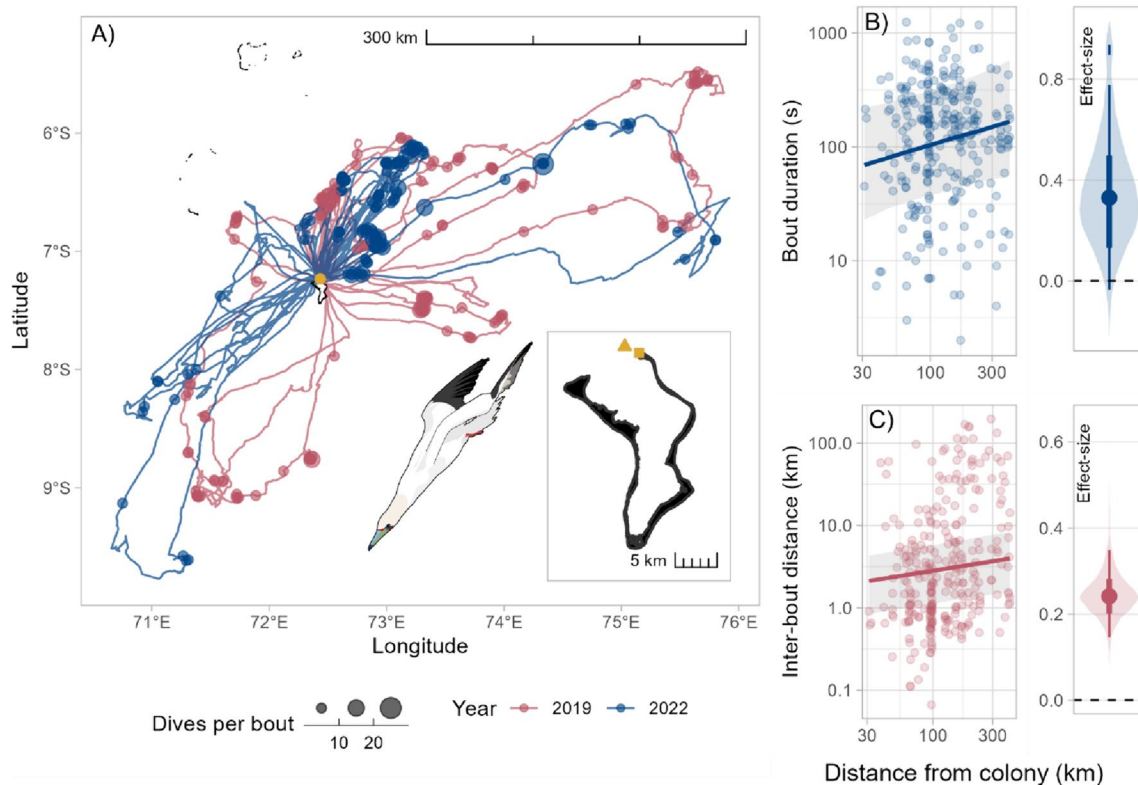 A)
300 km
6°S
7°S
8°S
9°S
Latitude
5 km
71°E 72°E 73°E 74°E 75°E 76°E
Longitude
Dives per bout
10 20
Year 2019 2022
B)
Bout duration (s)
1000
100
10
30 100 300
Effect-size
0.8
0.4
0.0
C)
Inter-bout distance (km)
100.0
10.0
1.0
0.1
30 100 300
Effect-size
0.6
0.4
0.2
0.0
Distance from colony (km)